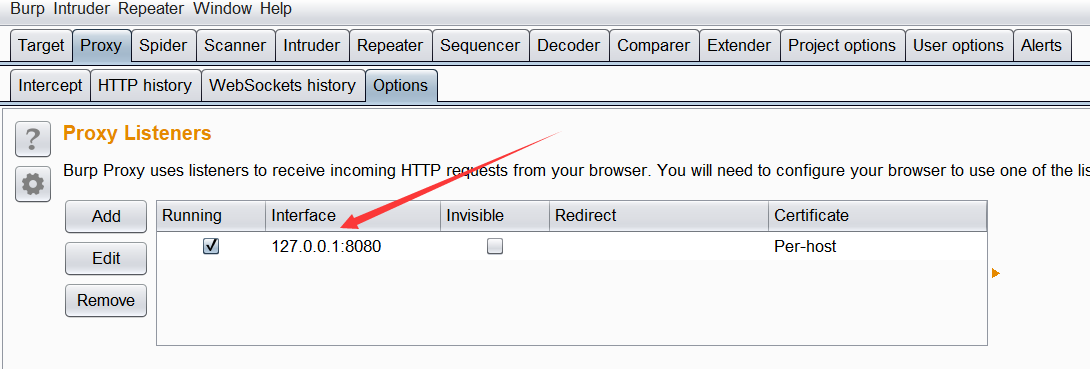 Burp Intruder Repeater Window Help
Target Proxy Spider Scanner Intruder Repeater Sequencer Decoder Comparer Extender Project options User options Alerts
Intercept HTTP history WebSockets history Options
? Proxy Listeners
Burp Proxy uses listeners to receive incoming HTTP requests from your browser. You will need to configure your browser to use one of the lis
Add Running Interface Invisible Redirect Certificate
127.0.0.1:8080 Per-host
Edit
Remove